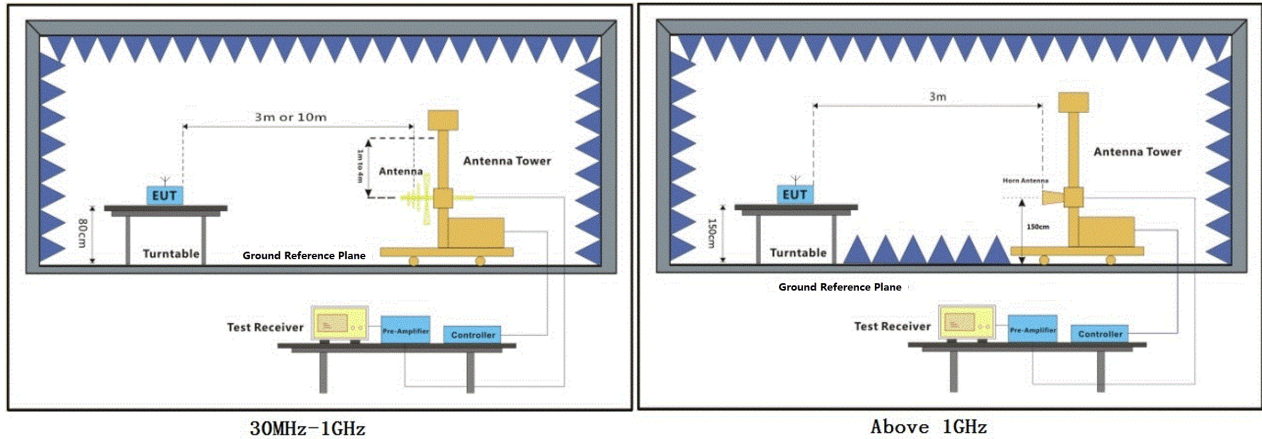 3m or 10m
1m to 4m
Antenna
Antenna Tower
EUT
80cm
Turntable
Ground Reference Plane
Test Receiver
Pre-Amplifier
Controller
30MHz-1GHz
3m
Antenna Tower
Horn Antenna
EUT
150cm
150cm
Turntable
Ground Reference Plane
Test Receiver
Pre-Amplifier
Controller
Above 1GHz